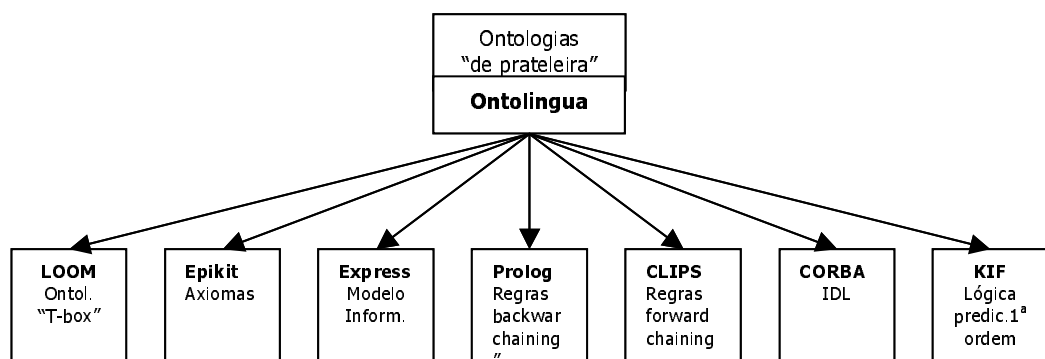 Ontologias
“de prateleira”
Ontolingua
LOOM
Ontol.
“T-box”
Epikit
Axiomas
Express
Modelo
Inform.
Prolog
Regras
backwar
chaining
”
CLIPS
Regras
forward
chaining
CORBA
IDL
KIF
Lógica
predic.1ª
ordem